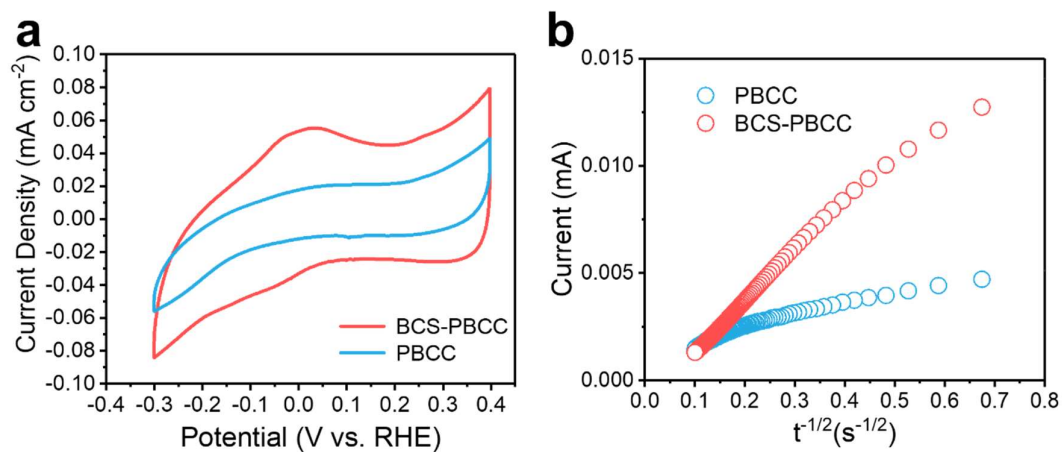 a
0.10
0.08
0.06
0.04
0.02
0.00
-0.02
-0.04
-0.06
-0.08
-0.10
Current Density (mA cm⁻²)
BCS-PBCC
PBCC
-0.4 -0.3 -0.2 -0.1 0.0 0.1 0.2 0.3 0.4
Potential (V vs. RHE)
b
0.015
0.010
0.005
0.000
Current (mA)
PBCC
BCS-PBCC
0.0 0.1 0.2 0.3 0.4 0.5 0.6 0.7 0.8
t⁻¹/²(s⁻¹/²)